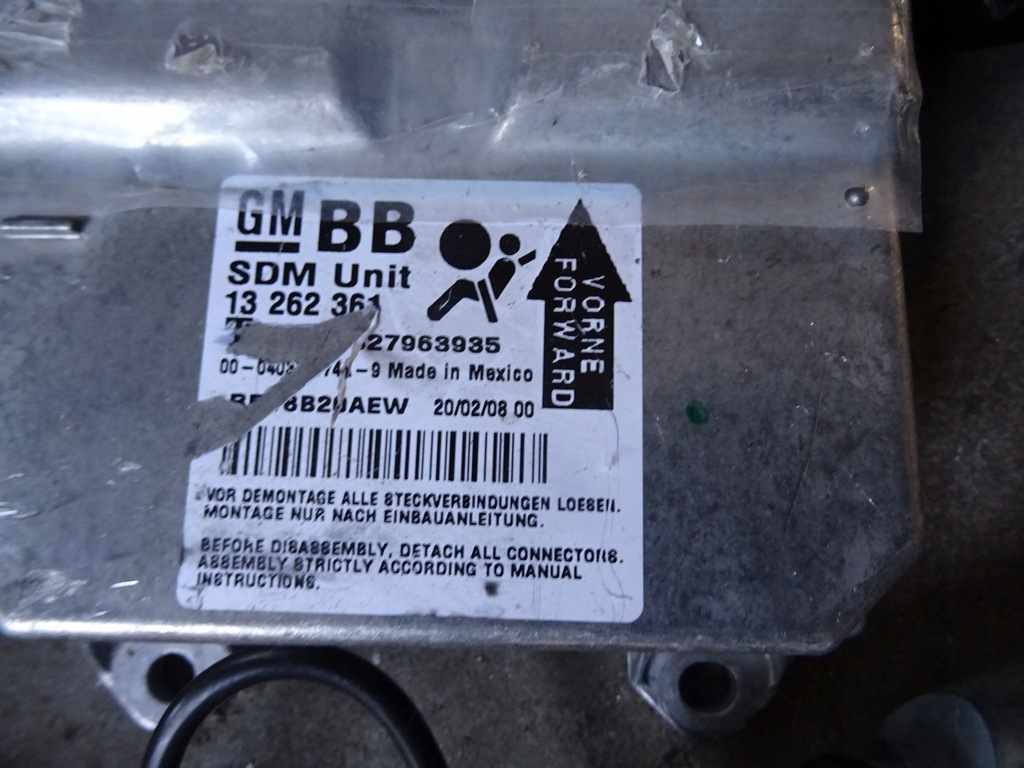 GM BB
SDM Unit
13 262 361
27963935
-9 Made in Mexico
20/02/08 00
VORNE
FORWARD
VOR DEMONTAGE ALLE STECKVERBINDUNGEN LOESEN.
MONTAGE NUR NACH EINBAUANLEITUNG.
BEFORE DISASSEMBLY, DETACH ALL CONNECTORS.
ASSEMBLY STRICTLY ACCORDING TO MANUAL
INSTRUCTIONS.